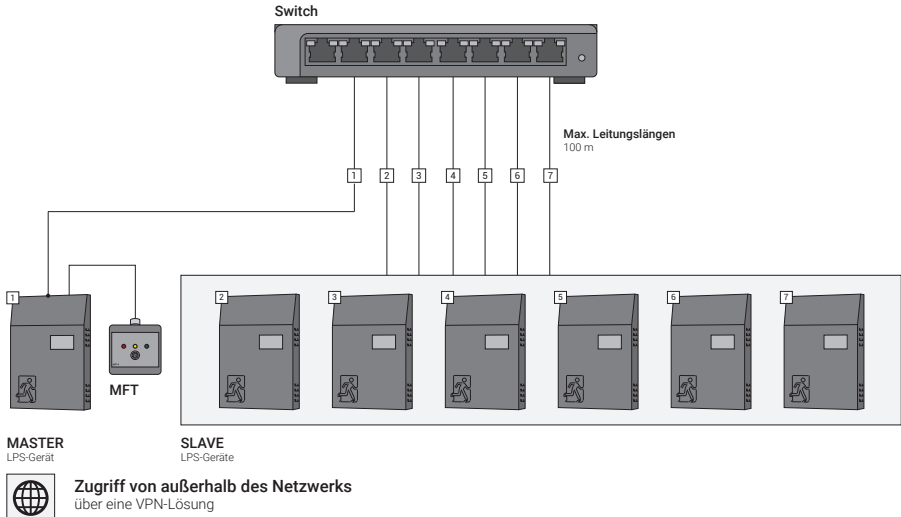 Switch
Max. Leitungslängen
100 m
1 2 3 4 5 6 7
1 2 3 4 5 6 7
MFT
MASTER
LPS-Gerät
SLAVE
LPS-Geräte
Zugriff von außerhalb des Netzwerks
über eine VPN-Lösung